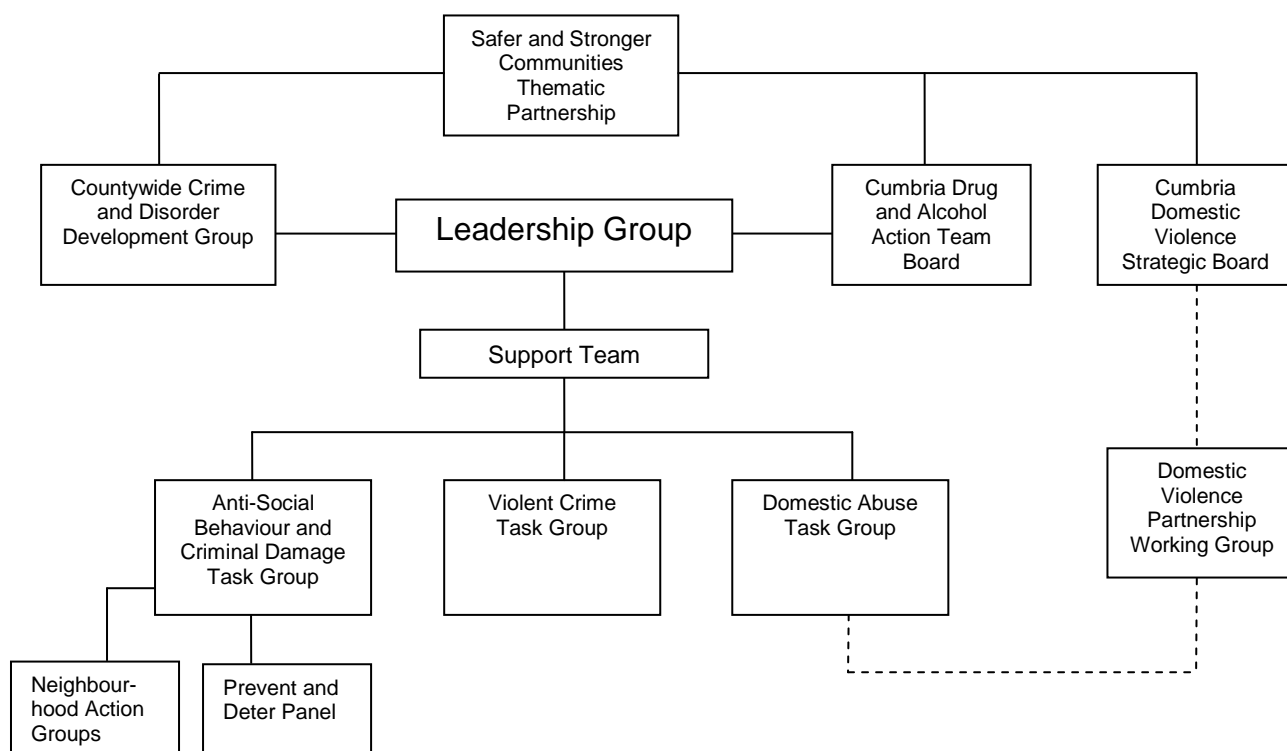 Safer and Stronger
Communities
Thematic
Partnership
Countywide Crime
and Disorder
Development Group
Leadership Group
Cumbria Drug
and Alcohol
Action Team
Board
Cumbria
Domestic
Violence
Strategic Board
Support Team
Anti-Social
Behaviour and
Criminal Damage
Task Group
Violent Crime
Task Group
Domestic Abuse
Task Group
Domestic
Violence
Partnership
Working Group
Neighbour-
hood Action
Groups
Prevent and
Deter Panel